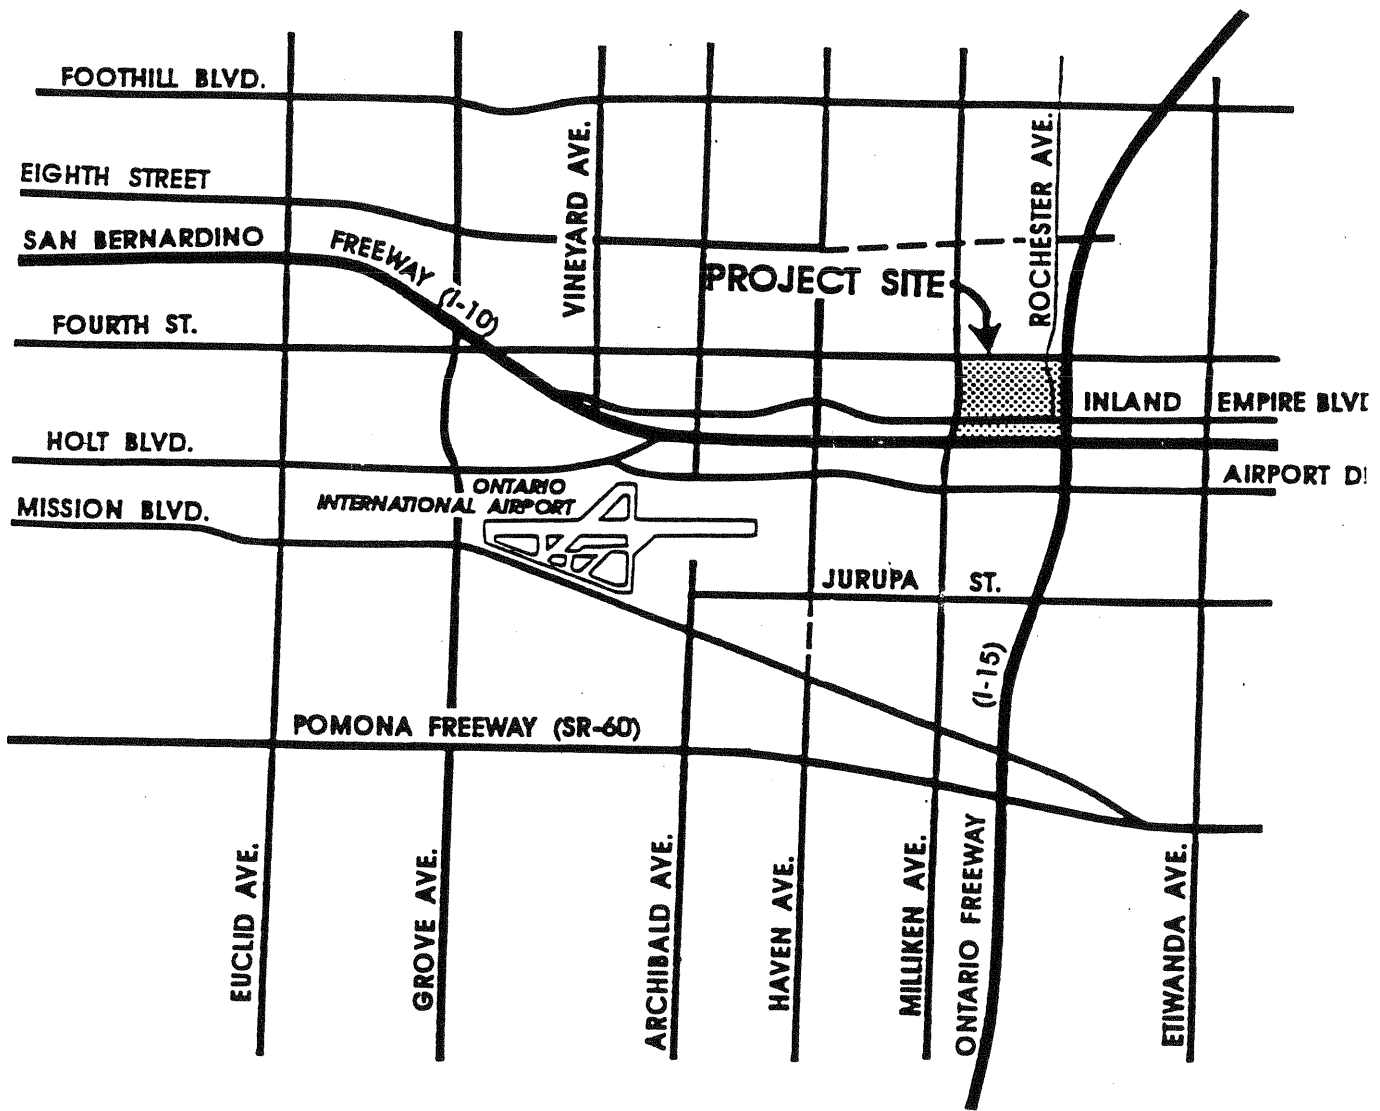 FOOTHILL BLVD.
EIGHTH STREET
SAN BERNARDINO
FREEWAY (I-10)
VINEYARD AVE.
ROCHESTER AVE.
PROJECT SITE
FOURTH ST.
INLAND EMPIRE BLVD
HOLT BLVD.
AIRPORT D
ONTARIO
INTERNATIONAL AIRPORT
MISSION BLVD.
JURUPA ST.
(I-15)
POMONA FREEWAY (SR-60)
EUCLID AVE.
GROVE AVE.
ARCHIBALD AVE.
HAVEN AVE.
MILLIKEN AVE.
ONTARIO FREEWAY
ETIWANDA AVE.